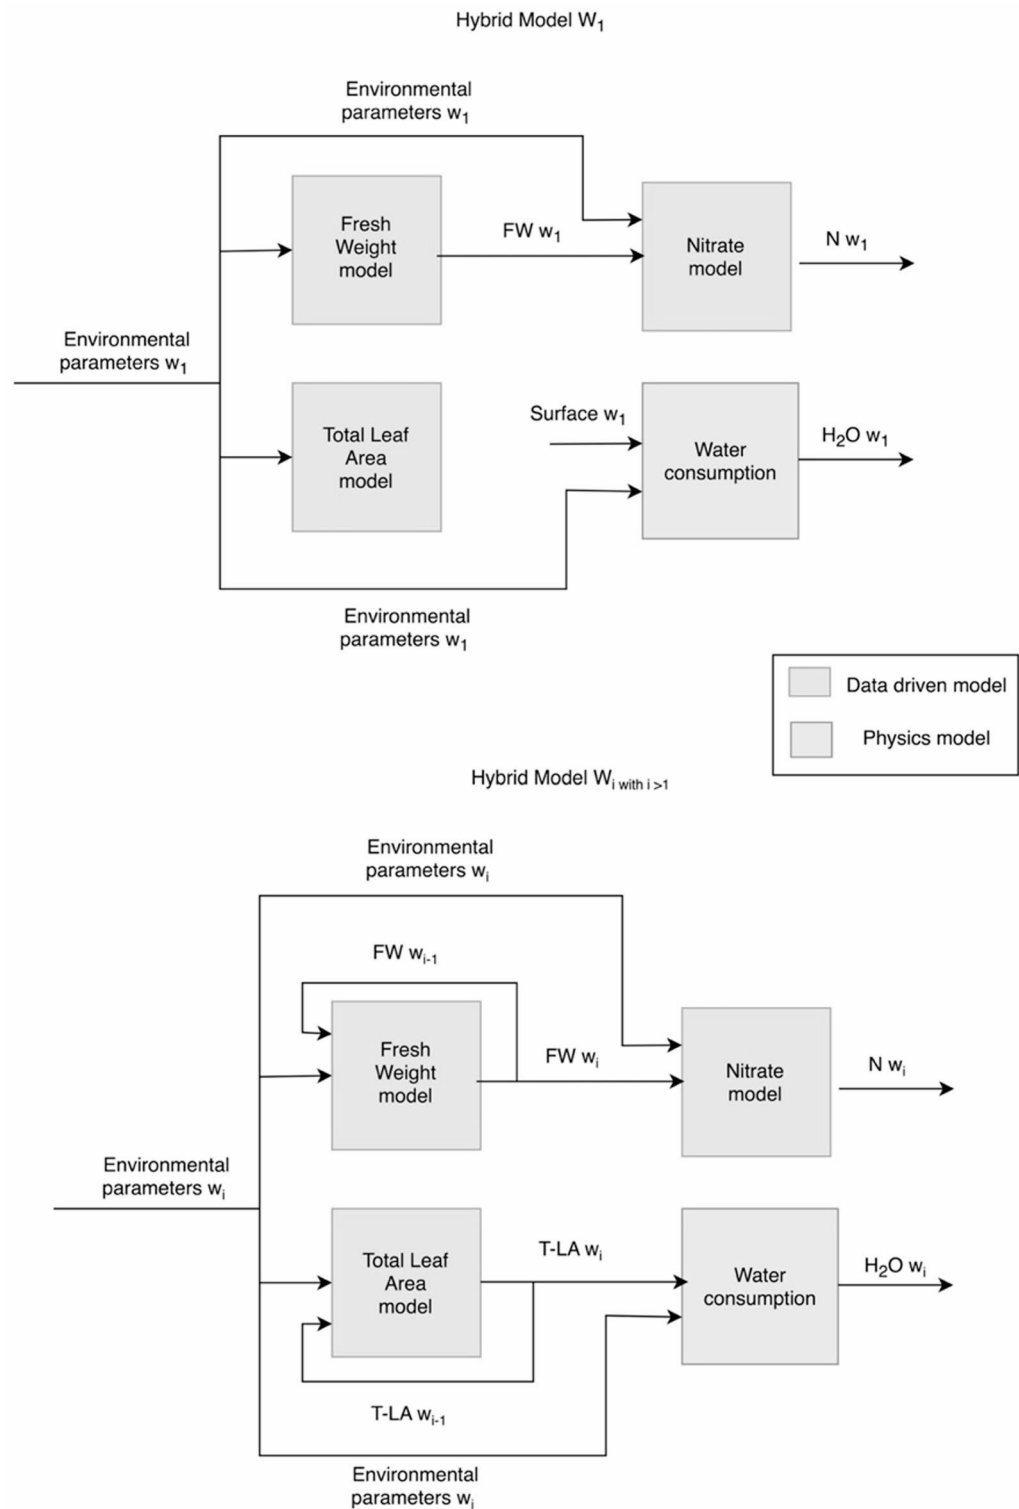 Hybrid Model W₁
Environmental
parameters w₁
Fresh
Weight
model
FW w₁
Nitrate
model
N w₁
Environmental
parameters w₁
Total Leaf
Area
model
Surface w₁
Water
consumption
H₂O w₁
Environmental
parameters w₁
Data driven model
Physics model
Hybrid Model Wᵢ with i >1
Environmental
parameters wᵢ
FW wᵢ₋₁
Fresh
Weight
model
FW wᵢ
Nitrate
model
N wᵢ
Environmental
parameters wᵢ
Total Leaf
Area
model
T-LA wᵢ
Water
consumption
H₂O wᵢ
T-LA wᵢ₋₁
Environmental
parameters wᵢ